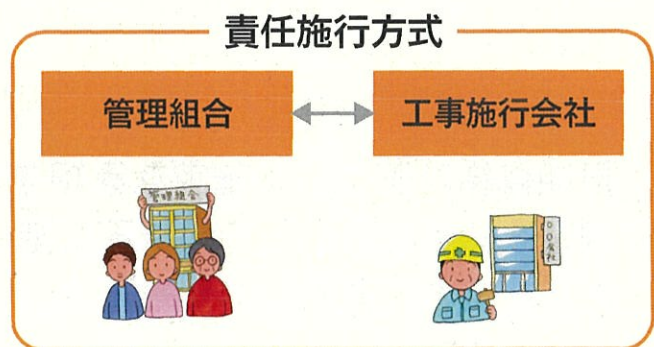 責任施行方式
管理組合
工事施行会社
管理組合
○○会社